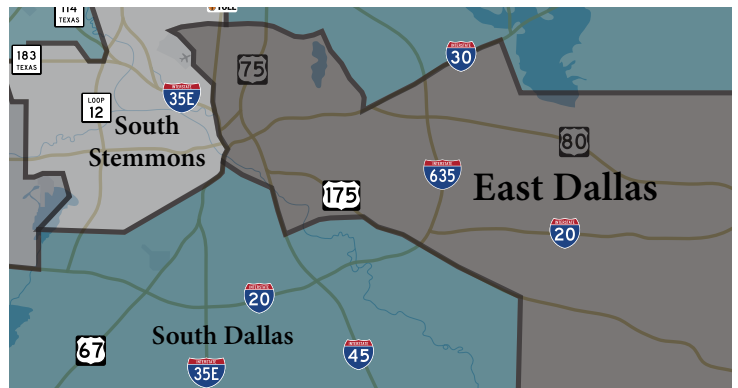 114
TEXAS
TOLL
183
TEXAS
75
INTERSTATE
30
INTERSTATE
35E
LOOP
12
South
Stemmons
80
INTERSTATE
635
175
East Dallas
INTERSTATE
20
INTERSTATE
20
South Dallas
67
INTERSTATE
35E
INTERSTATE
45